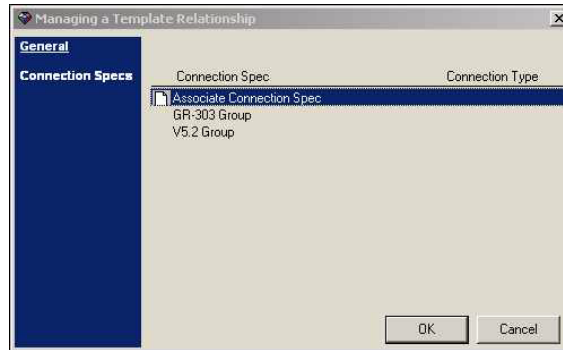 Managing a Template Relationship
General
Connection Specs
Connection Spec Connection Type
Associate Connection Spec
GR-303 Group
V5.2 Group
OK Cancel